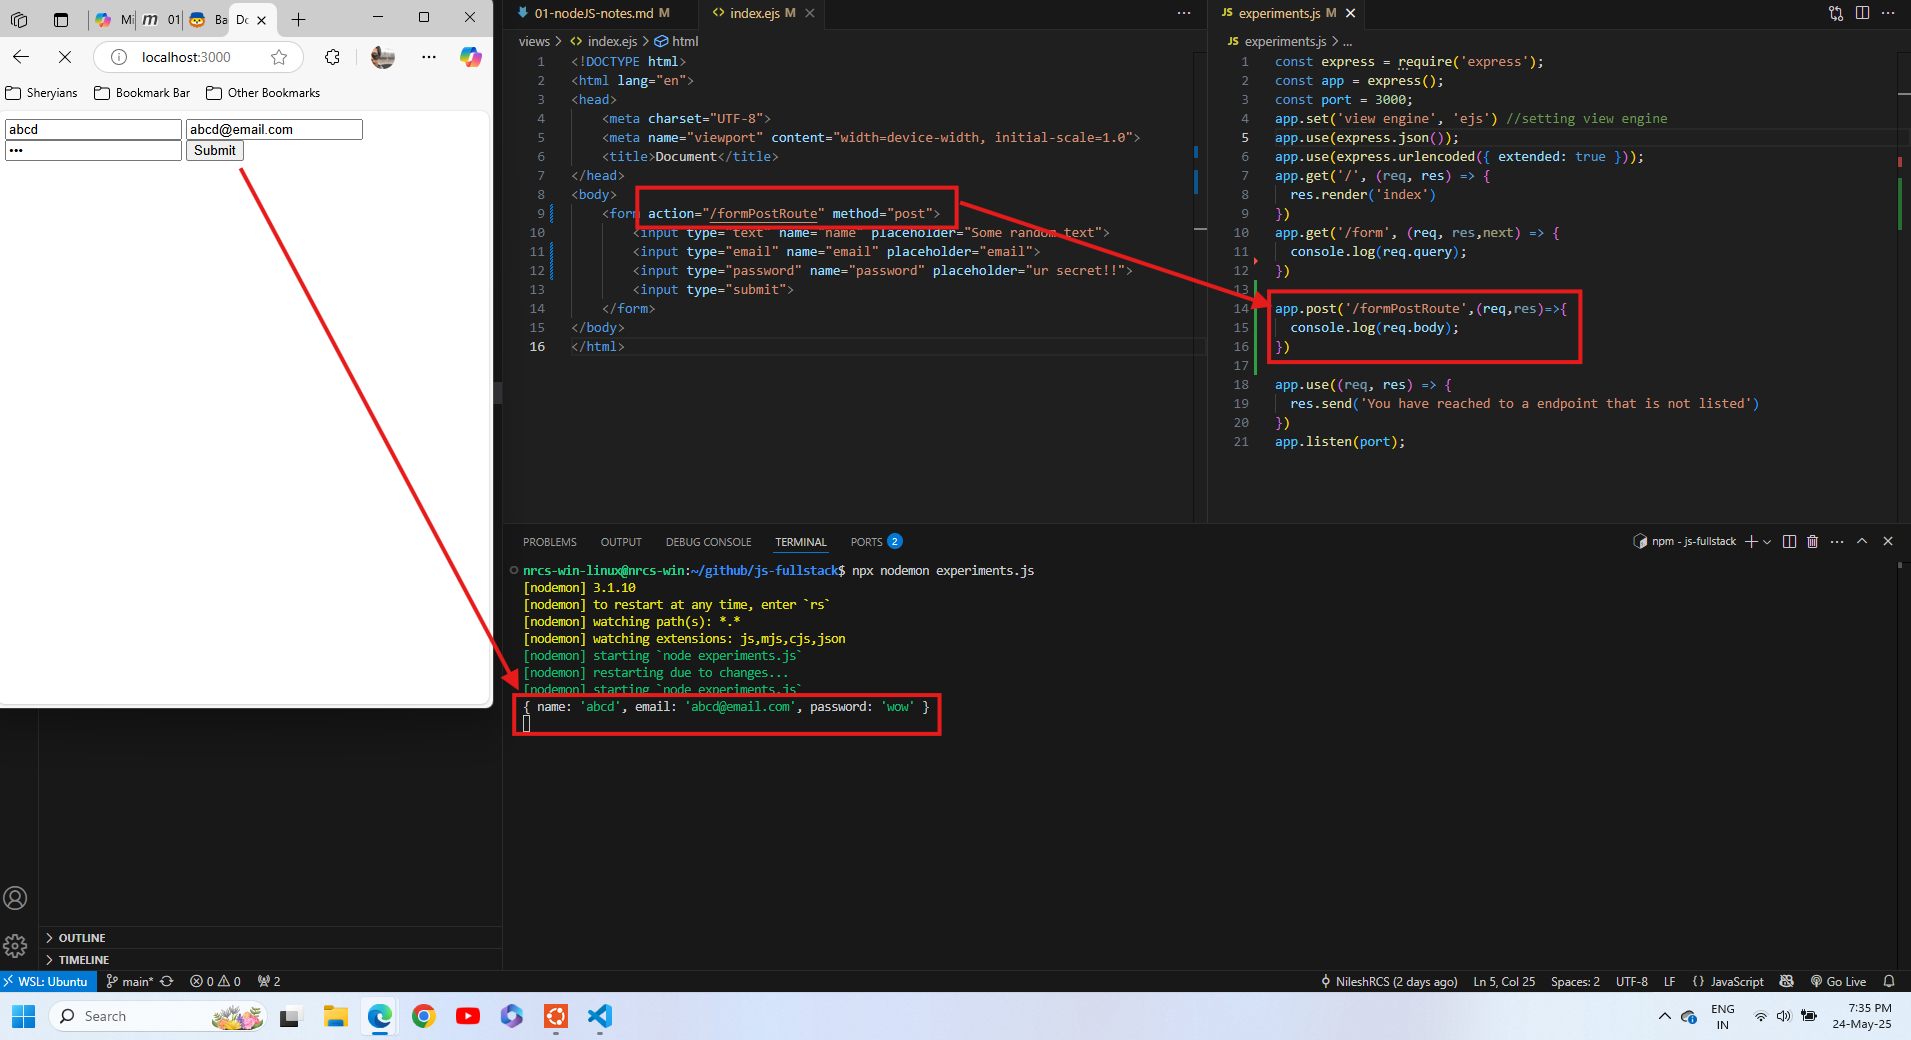 Mi
m 01
Ba
Do
localhost:3000
Sheryians
Bookmark Bar
Other Bookmarks
abcd
abcd@email.com
•••
Submit
01-nodeJS-notes.md M
index.ejs M
views > index.ejs > html
1 <!DOCTYPE html>
2 <html lang="en">
3 <head>
4 <meta charset="UTF-8">
5 <meta name="viewport" content="width=device-width, initial-scale=1.0">
6 <title>Document</title>
7 </head>
8 <body>
9 <form action="/formPostRoute" method="post">
10 <input type="text" name="name" placeholder="Some random text">
11 <input type="email" name="email" placeholder="email">
12 <input type="password" name="password" placeholder="ur secret!!">
13 <input type="submit">
14 </form>
15 </body>
16 </html>
JS experiments.js M
JS experiments.js > ...
1 const express = require('express');
2 const app = express();
3 const port = 3000;
4 app.set('view engine', 'ejs') //setting view engine
5 app.use(express.json());
6 app.use(express.urlencoded({ extended: true }));
7 app.get('/', (req, res) => {
8 res.render('index')
9 })
10 app.get('/form', (req, res,next) => {
11 console.log(req.query);
12 })
13
14 app.post('/formPostRoute',(req,res)=>{
15 console.log(req.body);
16 })
17
18 app.use((req, res) => {
19 res.send('You have reached to a endpoint that is not listed')
20 })
21 app.listen(port);
PROBLEMS OUTPUT DEBUG CONSOLE TERMINAL PORTS 2
npm - js-fullstack
nrcs-win-linux@nrcs-win:~/github/js-fullstack$ npx nodemon experiments.js
[nodemon] 3.1.10
[nodemon] to restart at any time, enter `rs`
[nodemon] watching path(s): *.*
[nodemon] watching extensions: js,mjs,cjs,json
[nodemon] starting `node experiments.js`
[nodemon] restarting due to changes...
[nodemon] starting `node experiments.js`
{ name: 'abcd', email: 'abcd@email.com', password: 'wow' }
OUTLINE
TIMELINE
WSL: Ubuntu main* 0 0 2
NileshRCS (2 days ago) Ln 5, Col 25 Spaces: 2 UTF-8 LF {} JavaScript Go Live
Search
ENG
IN
7:35 PM
24-May-25